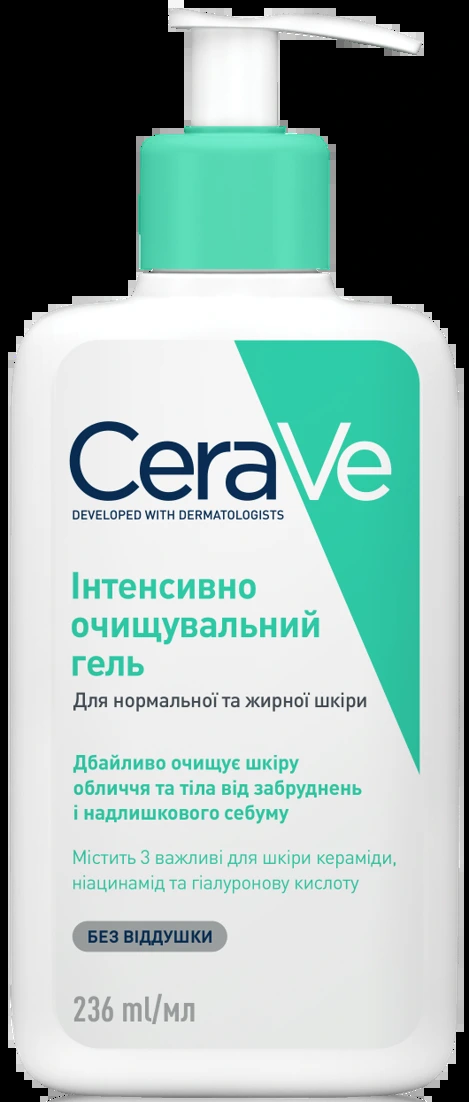 CeraVe
DEVELOPED WITH DERMATOLOGISTS
Інтенсивно
очищувальний
гель
Для нормальної та жирної шкіри
Дбайливо очищує шкіру
обличчя та тіла від забруднень
і надлишкового себуму
Містить 3 важливі для шкіри кераміди,
ніацинамід та гіалуронову кислоту
БЕЗ ВІДДУШКИ
236 ml/мл